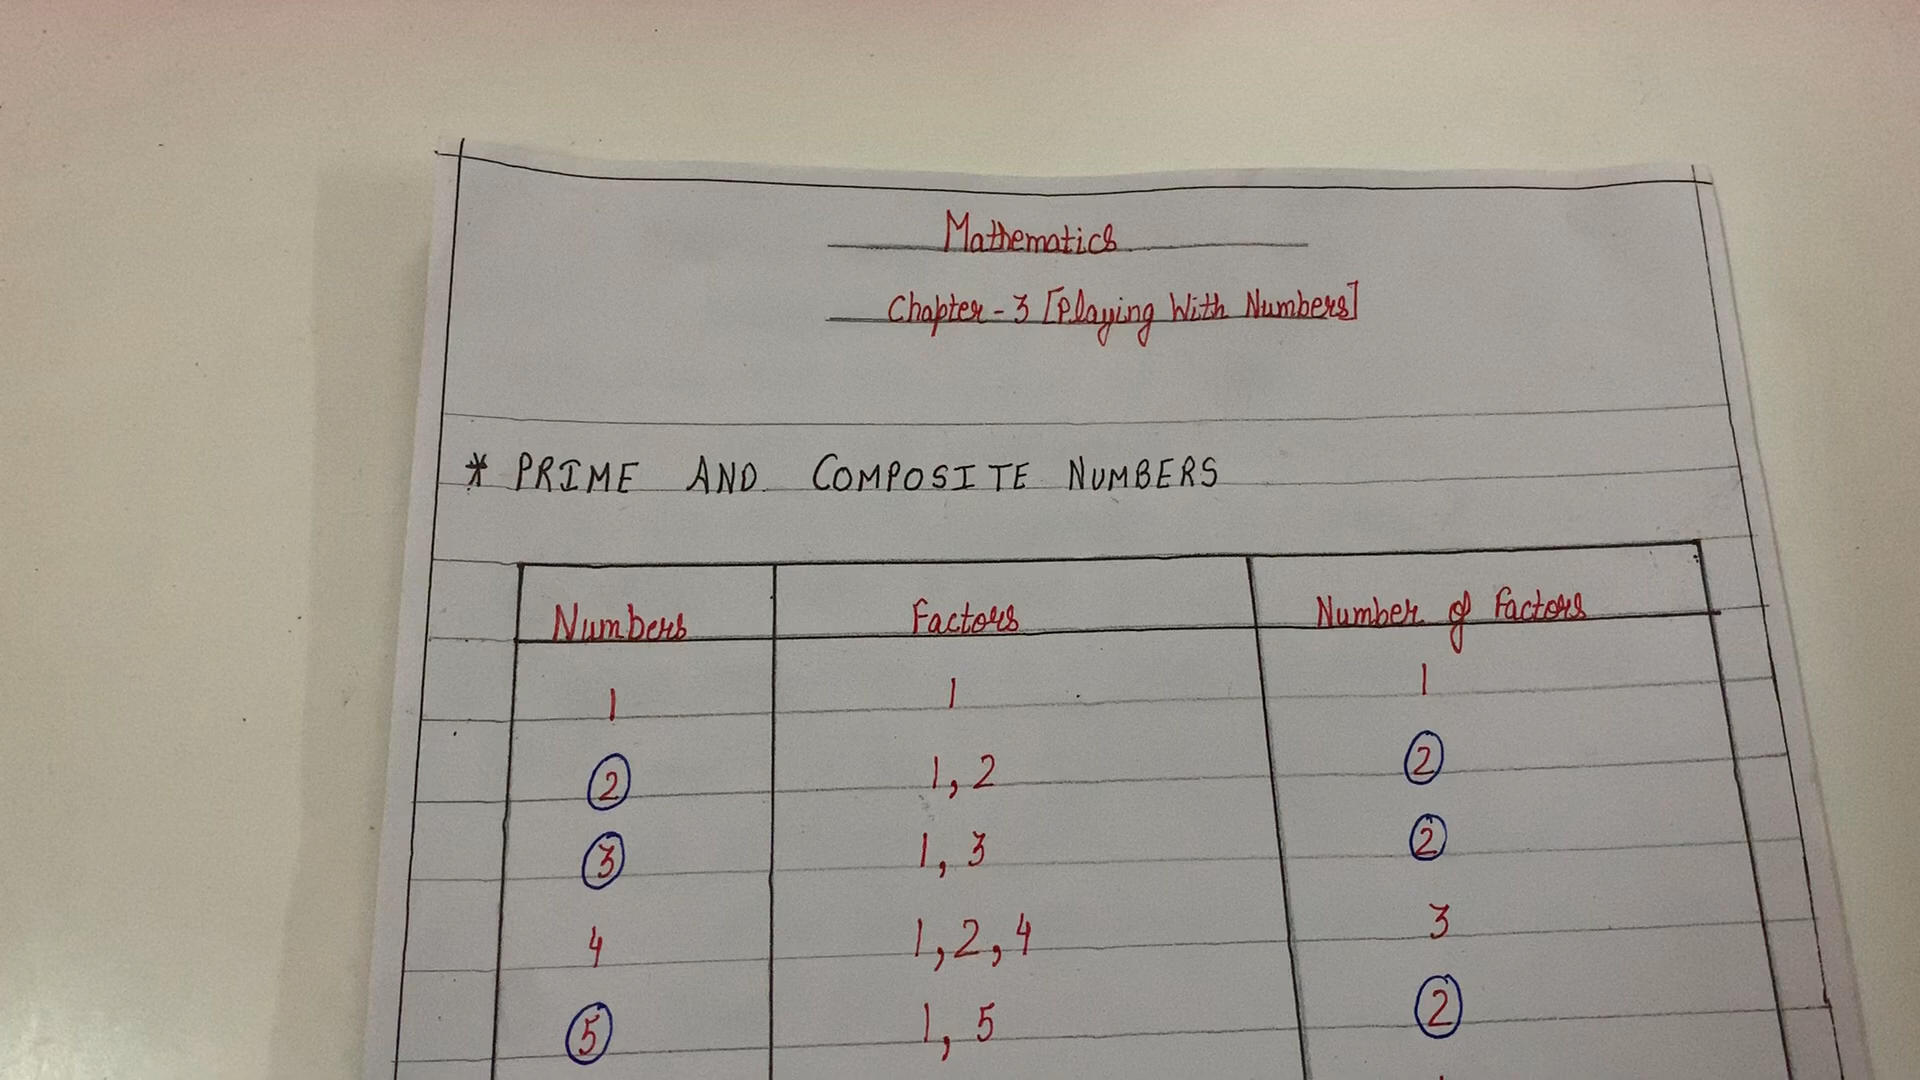 Mathematics
Chapter - 3 [Playing With Numbers]
* PRIME AND COMPOSITE NUMBERS
Numbers Factors Number of Factors
1 1 1
2 1, 2 2
3 1, 3 2
4 1, 2, 4 3
5 1, 5 2